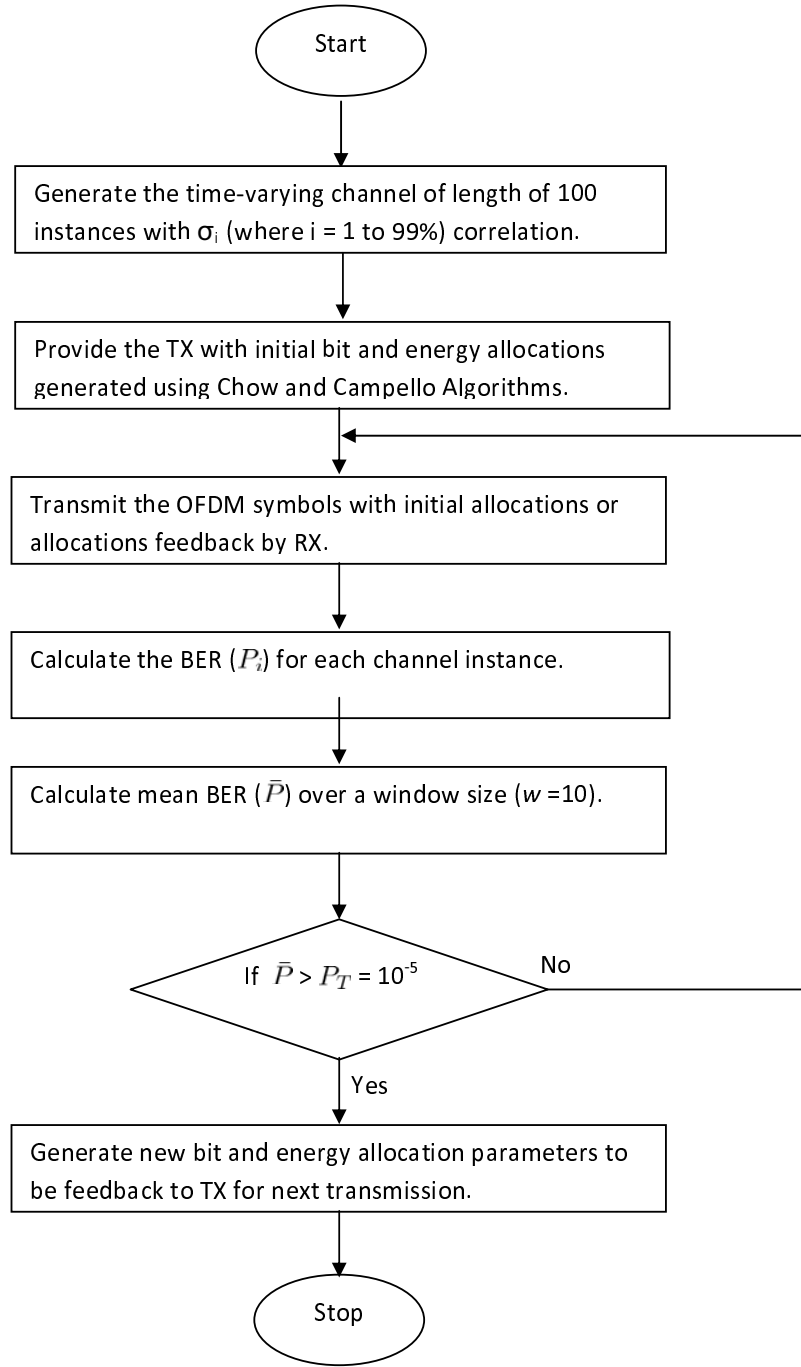 Start
Generate the time-varying channel of length of 100
instances with σᵢ (where i = 1 to 99%) correlation.
Provide the TX with initial bit and energy allocations
generated using Chow and Campello Algorithms.
Transmit the OFDM symbols with initial allocations or
allocations feedback by RX.
Calculate the BER (Pᵢ) for each channel instance.
Calculate mean BER (P̄) over a window size (w =10).
If P̄ > P_T = 10⁻⁵
No
Yes
Generate new bit and energy allocation parameters to
be feedback to TX for next transmission.
Stop